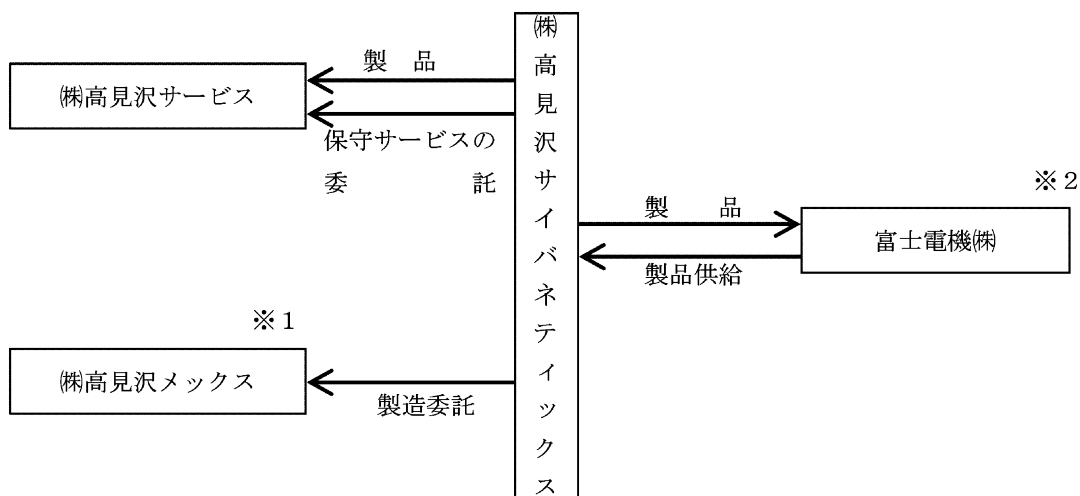 ㈱高見沢サイバネティックス
製　品
㈱高見沢サービス
保守サービスの
委　　　託
※２
製　　品
富士電機㈱
製品供給
※１
㈱高見沢メックス
製造委託